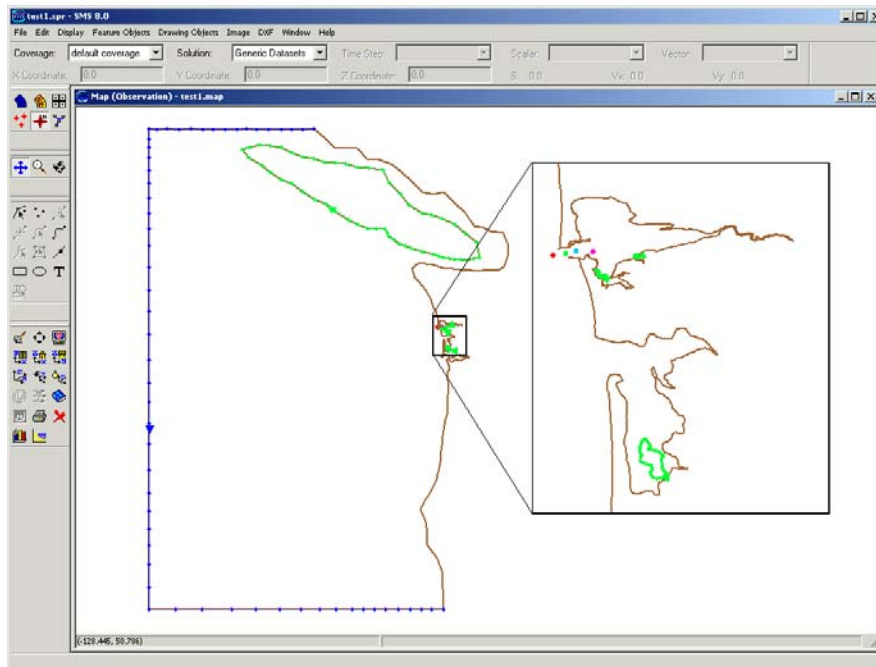 test1.spr - SMS 8.0
File Edit Display Feature Objects Drawing Objects Image DXF Window Help
Coverage: default coverage Solution: Generic Datasets Time Step: Scalar: Vector:
X Coordinate: 0.0 Y Coordinate: 0.0 Z Coordinate: 0.0 S: 0.0 Vx: 0.0 Vy: 0.0
Map (Observation) - test1.map
T
(-128.445, 50.786)